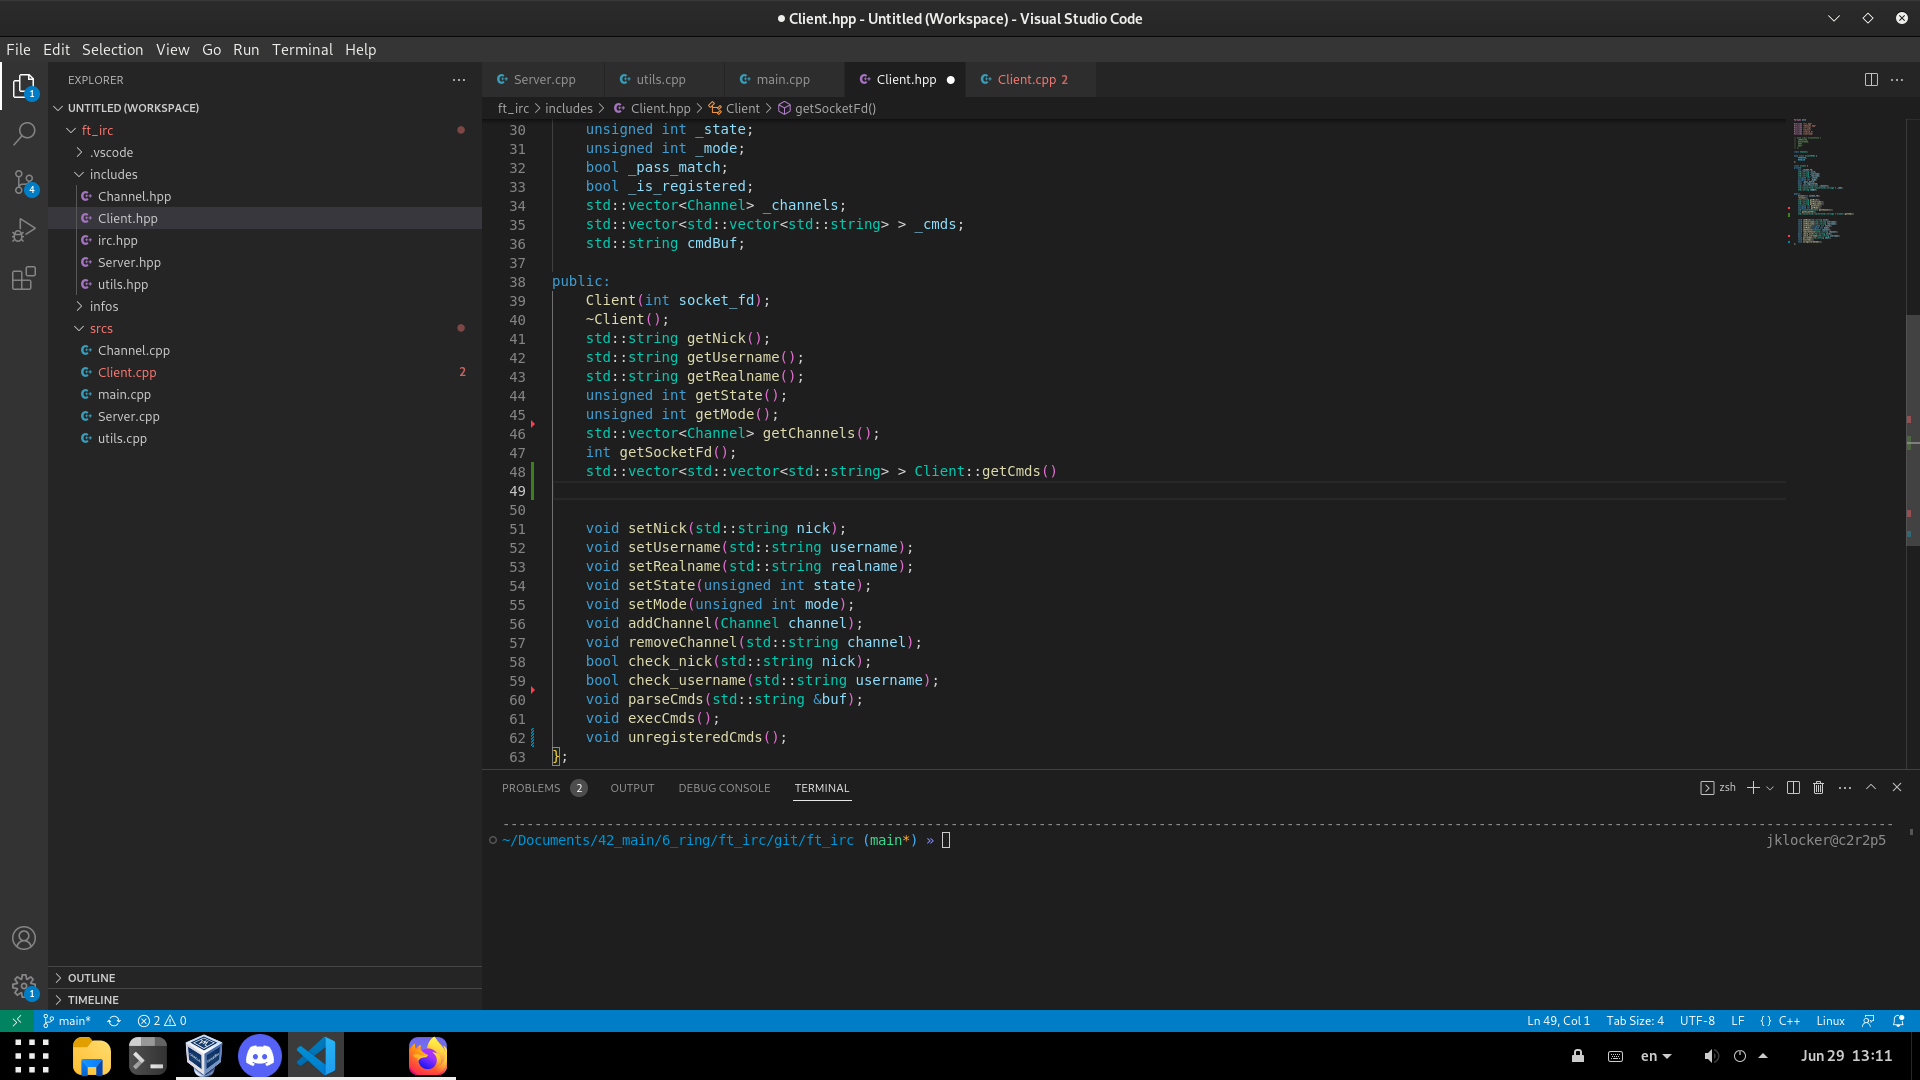 Client.hpp - Untitled (Workspace) - Visual Studio Code
File Edit Selection View Go Run Terminal Help
EXPLORER
UNTITLED (WORKSPACE)
ft_irc
.vscode
includes
Channel.hpp
Client.hpp
irc.hpp
Server.hpp
utils.hpp
infos
srcs
Channel.cpp
Client.cpp 2
main.cpp
Server.cpp
utils.cpp
OUTLINE
TIMELINE
1
4
1
Server.cpp utils.cpp main.cpp Client.hpp Client.cpp 2
ft_irc > includes > Client.hpp > Client > getSocketFd()
30 unsigned int _state;
31 unsigned int _mode;
32 bool _pass_match;
33 bool _is_registered;
34 std::vector<Channel> _channels;
35 std::vector<std::vector<std::string> > _cmds;
36 std::string cmdBuf;
37
38 public:
39 Client(int socket_fd);
40 ~Client();
41 std::string getNick();
42 std::string getUsername();
43 std::string getRealname();
44 unsigned int getState();
45 unsigned int getMode();
46 std::vector<Channel> getChannels();
47 int getSocketFd();
48 std::vector<std::vector<std::string> > Client::getCmds()
49
50
51 void setNick(std::string nick);
52 void setUsername(std::string username);
53 void setRealname(std::string realname);
54 void setState(unsigned int state);
55 void setMode(unsigned int mode);
56 void addChannel(Channel channel);
57 void removeChannel(std::string channel);
58 bool check_nick(std::string nick);
59 bool check_username(std::string username);
60 void parseCmds(std::string &buf);
61 void execCmds();
62 void unregisteredCmds();
63 };
PROBLEMS 2 OUTPUT DEBUG CONSOLE TERMINAL
zsh
~/Documents/42_main/6_ring/ft_irc/git/ft_irc (main*) » jklocker@c2r2p5
main* 2 0 Ln 49, Col 1 Tab Size: 4 UTF-8 LF {} C++ Linux
en Jun 29 13:11